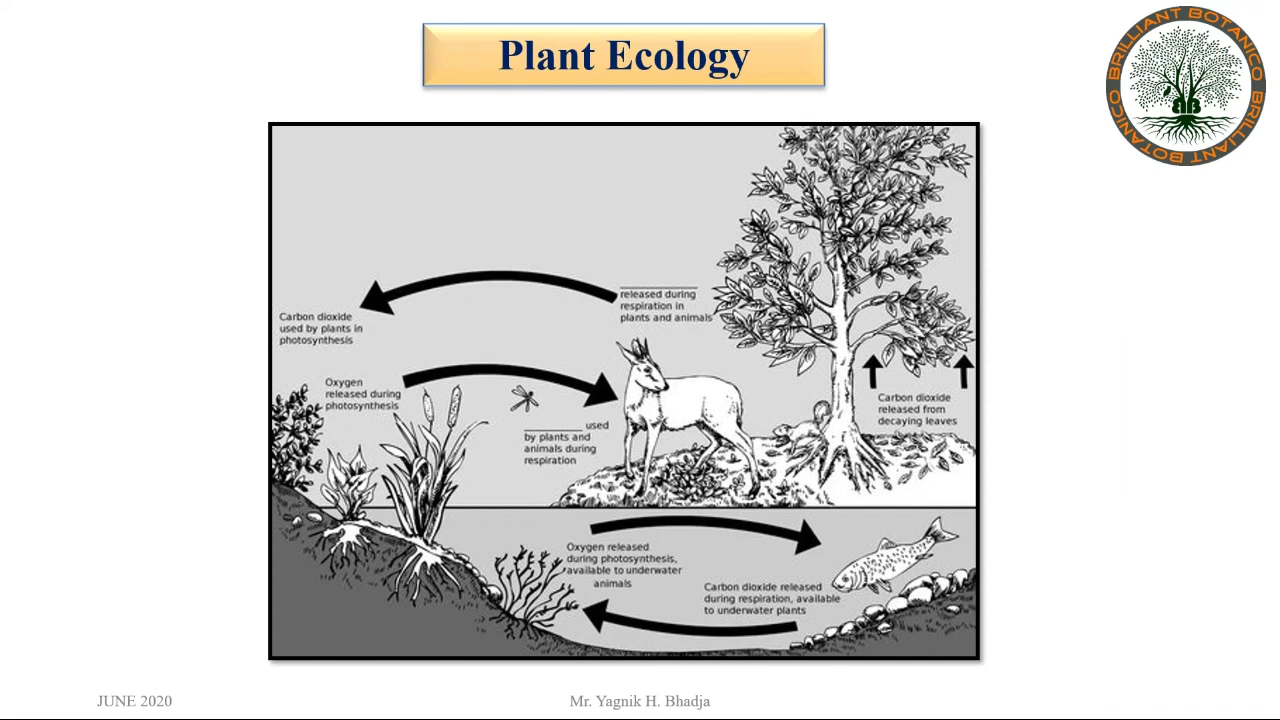 Plant Ecology
BRILLIANT BOTANICO BRILLIANT BOTANICO
BB
released during
respiration in
plants and animals
Carbon dioxide
used by plants in
photosynthesis
Oxygen
released during
photosynthesis
Carbon dioxide
released from
decaying leaves
__________ used
by plants and
animals during
respiration
Oxygen released
during photosynthesis,
available to underwater
animals
Carbon dioxide released
during respiration, available
to underwater plants
JUNE 2020
Mr. Yagnik H. Bhadja